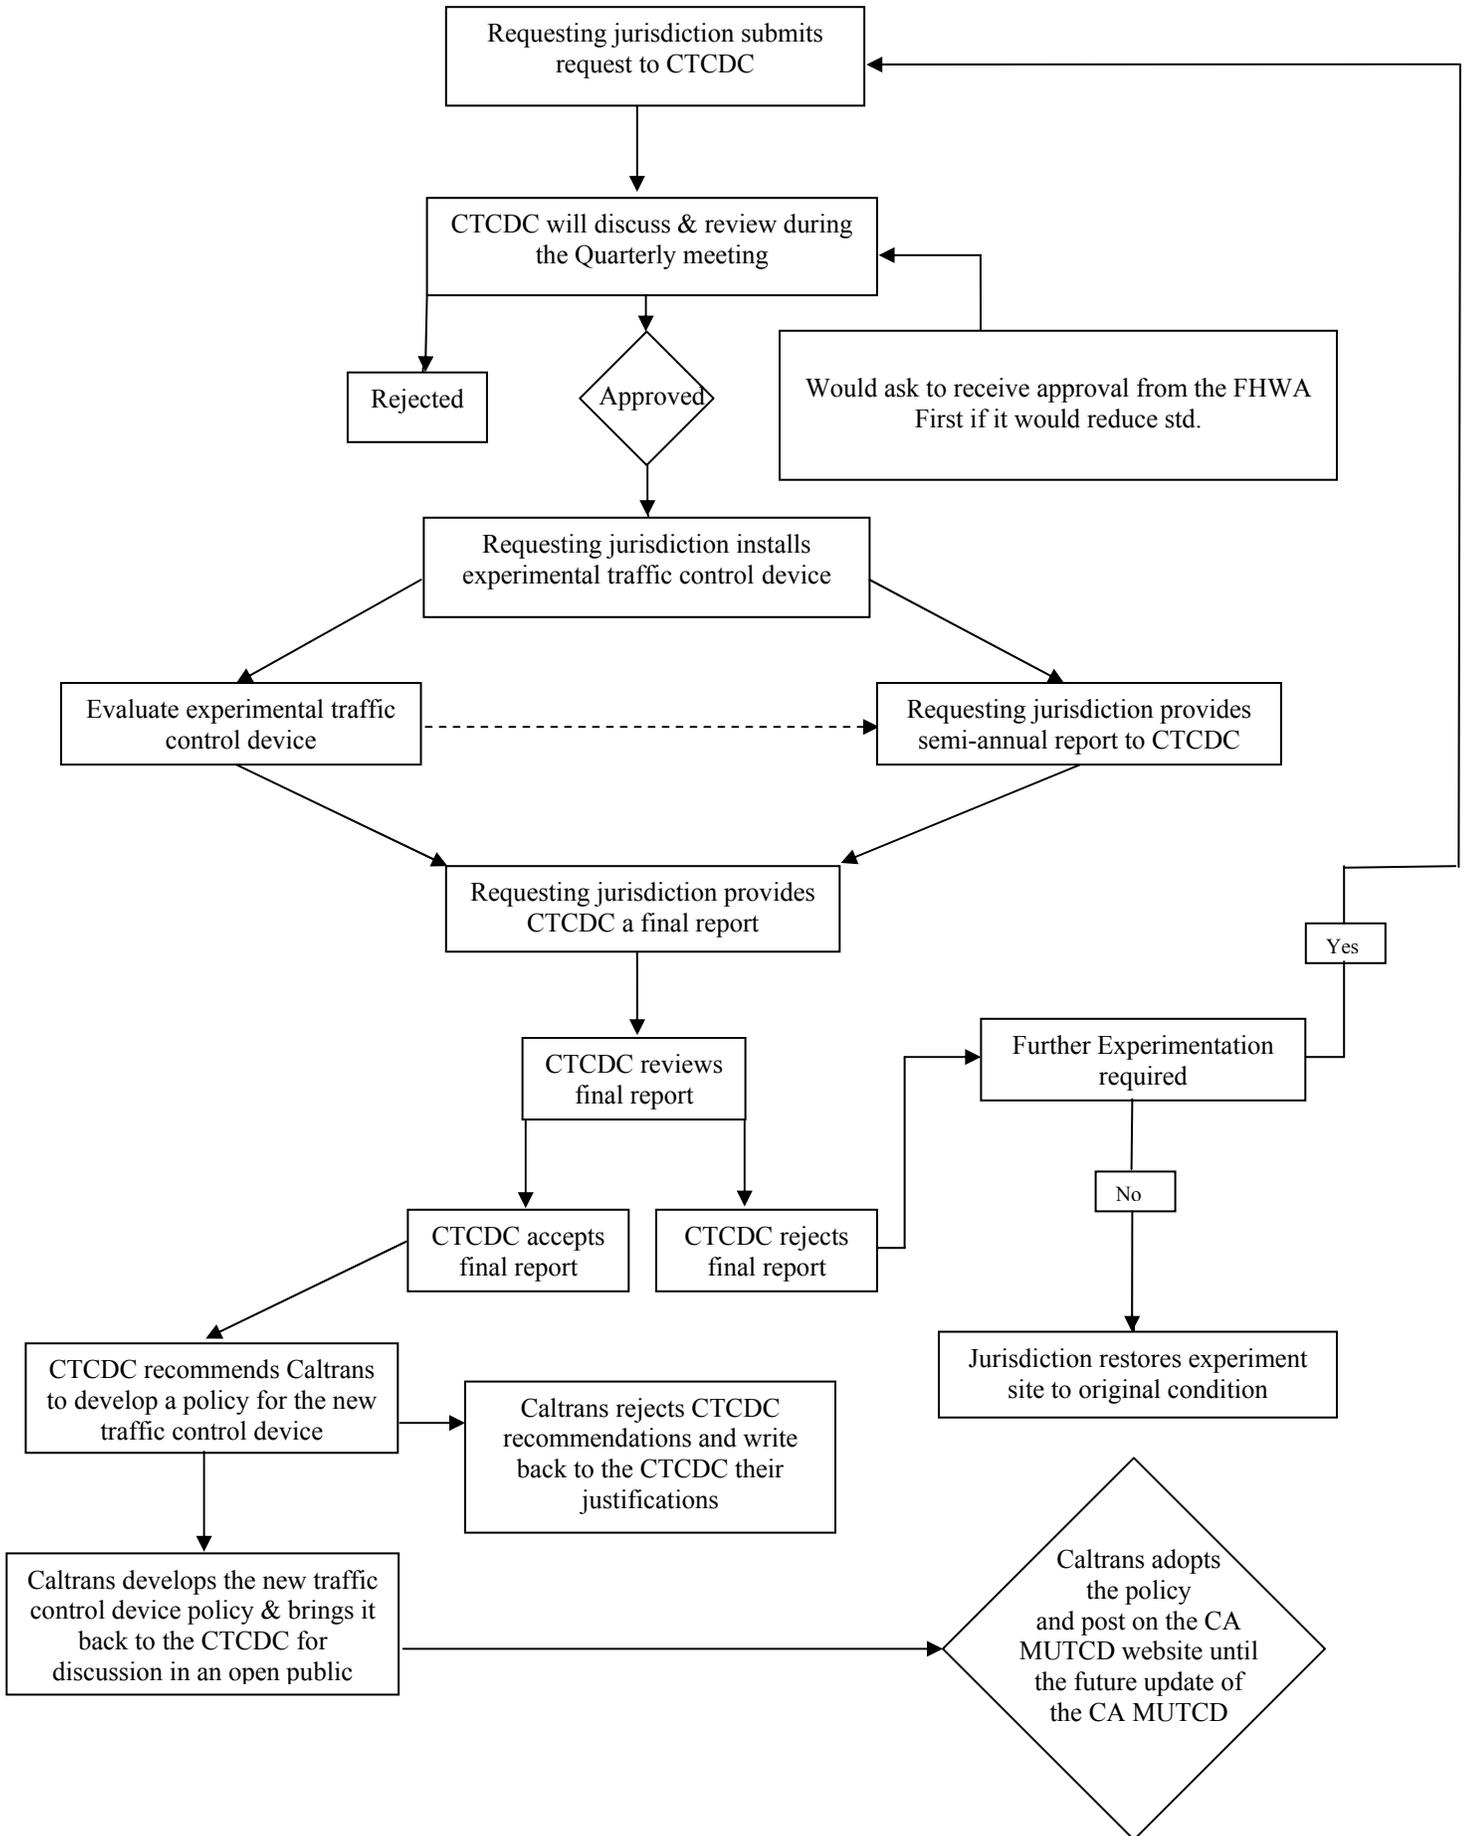 Requesting jurisdiction submits
request to CTCDC
CTCDC will discuss & review during
the Quarterly meeting
Rejected
Approved
Would ask to receive approval from the FHWA
First if it would reduce std.
Requesting jurisdiction installs
experimental traffic control device
Evaluate experimental traffic
control device
Requesting jurisdiction provides
semi-annual report to CTCDC
Requesting jurisdiction provides
CTCDC a final report
Yes
CTCDC reviews
final report
Further Experimentation
required
No
CTCDC accepts
final report
CTCDC rejects
final report
Jurisdiction restores experiment
site to original condition
CTCDC recommends Caltrans
to develop a policy for the new
traffic control device
Caltrans rejects CTCDC
recommendations and write
back to the CTCDC their
justifications
Caltrans develops the new traffic
control device policy & brings it
back to the CTCDC for
discussion in an open public
Caltrans adopts
the policy
and post on the CA
MUTCD website until
the future update of
the CA MUTCD